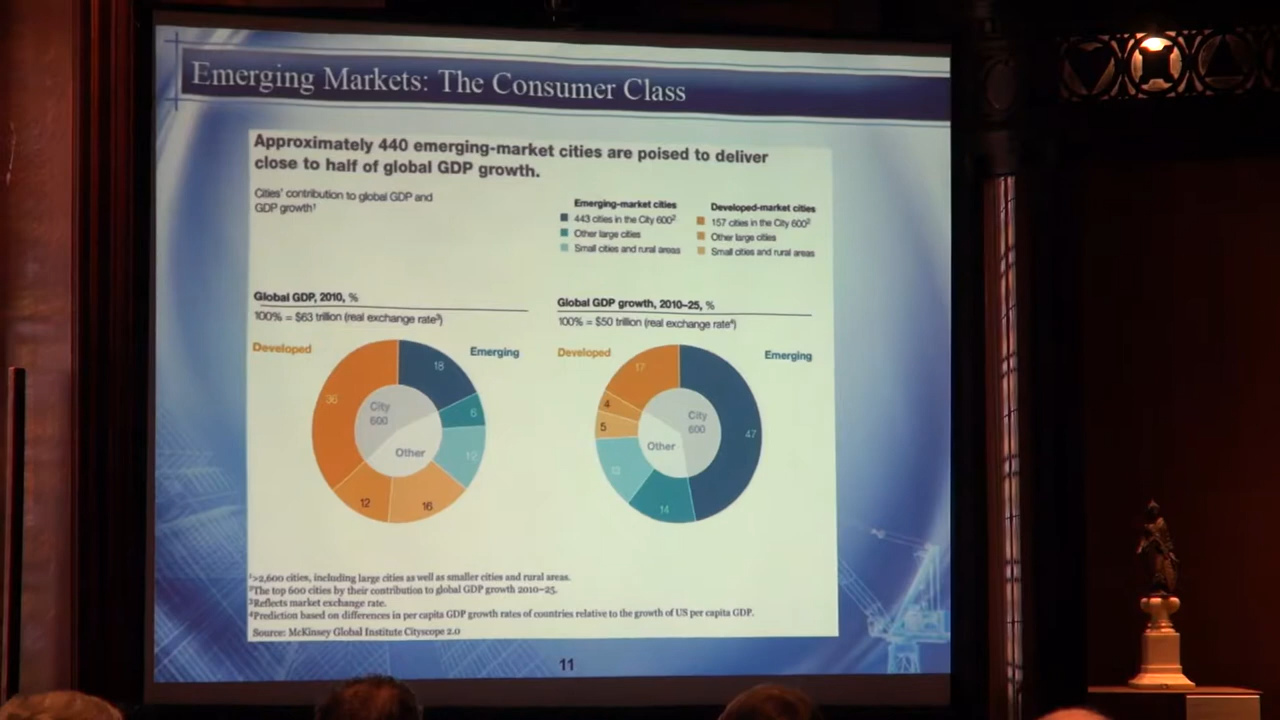 Emerging Markets: The Consumer Class
Approximately 440 emerging-market cities are poised to deliver
close to half of global GDP growth.
Cities' contribution to global GDP and
GDP growth¹
Emerging-market cities
443 cities in the City 600²
Other large cities
Small cities and rural areas
Developed-market cities
157 cities in the City 600²
Other large cities
Small cities and rural areas
Global GDP, 2010, %
100% = $63 trillion (real exchange rate³)
Developed
Emerging
18
6
12
16
12
36
City
600
Other
Global GDP growth, 2010–25, %
100% = $50 trillion (real exchange rate⁴)
Developed
Emerging
17
4
5
14
47
City
600
Other
¹>2,600 cities, including large cities as well as smaller cities and rural areas.
²The top 600 cities by their contribution to global GDP growth 2010–25.
³Reflects market exchange rate.
⁴Prediction based on differences in per capita GDP growth rates of countries relative to the growth of US per capita GDP.
Source: McKinsey Global Institute Cityscope 2.0
11